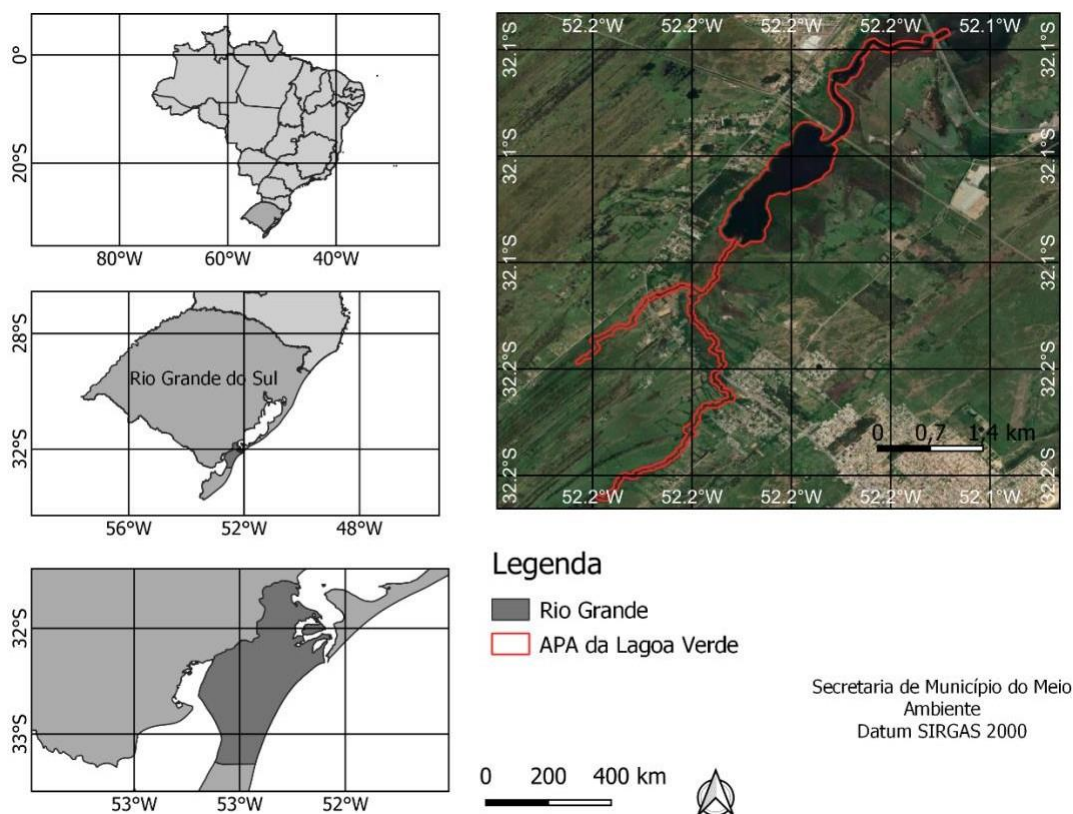 0°
20°S
80°W 60°W 40°W
28°S
32°S
Rio Grande do Sul
56°W 52°W 48°W
32°S
33°S
53°W 53°W 52°W
52.2°W 52.2°W 52.2°W 52.2°W 52.1°W
32.1°S 32.1°S
32.1°S 32.1°S
32.1°S 32.1°S
32.2°S 32.2°S
32.2°S 32.2°S
0 0,7 1,4 km
52.2°W 52.2°W 52.2°W 52.2°W 52.1°W
Legenda
Rio Grande
APA da Lagoa Verde
Secretaria de Município do Meio
Ambiente
Datum SIRGAS 2000
0 200 400 km